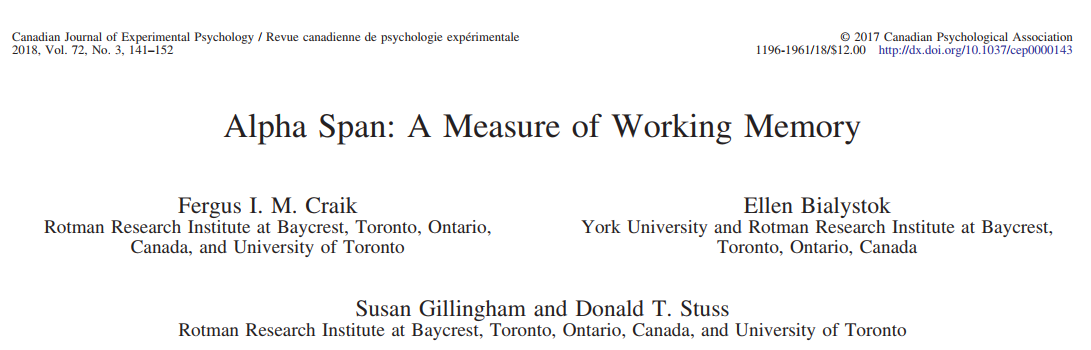 Canadian Journal of Experimental Psychology / Revue canadienne de psychologie expérimentale
2018, Vol. 72, No. 3, 141–152
© 2017 Canadian Psychological Association
1196-1961/18/$12.00 http://dx.doi.org/10.1037/cep0000143
Alpha Span: A Measure of Working Memory
Fergus I. M. Craik
Rotman Research Institute at Baycrest, Toronto, Ontario,
Canada, and University of Toronto
Ellen Bialystok
York University and Rotman Research Institute at Baycrest,
Toronto, Ontario, Canada
Susan Gillingham and Donald T. Stuss
Rotman Research Institute at Baycrest, Toronto, Ontario, Canada, and University of Toronto